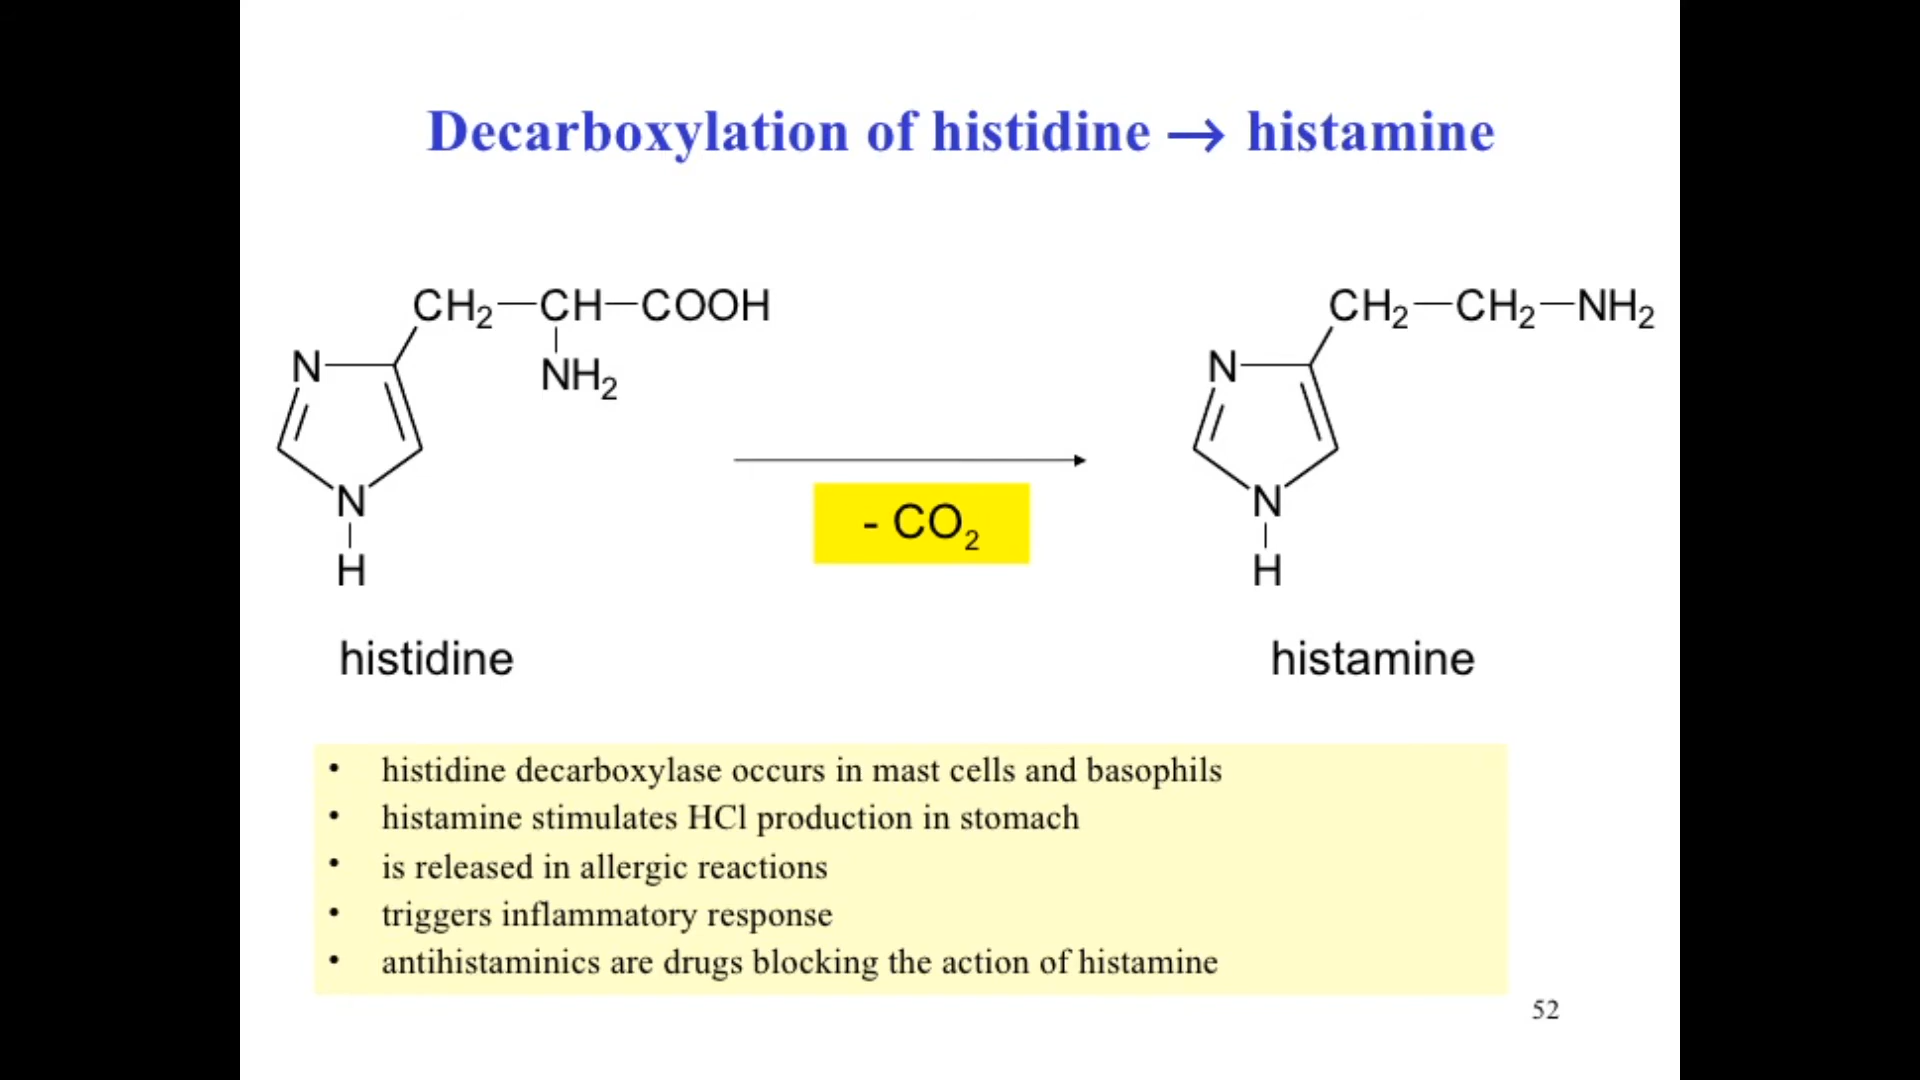 Decarboxylation of histidine → histamine
CH₂—CH—COOH
NH₂
N
N
H
- CO₂
CH₂—CH₂—NH₂
N
N
H
histidine
histamine
• histidine decarboxylase occurs in mast cells and basophils
• histamine stimulates HCl production in stomach
• is released in allergic reactions
• triggers inflammatory response
• antihistaminics are drugs blocking the action of histamine
52